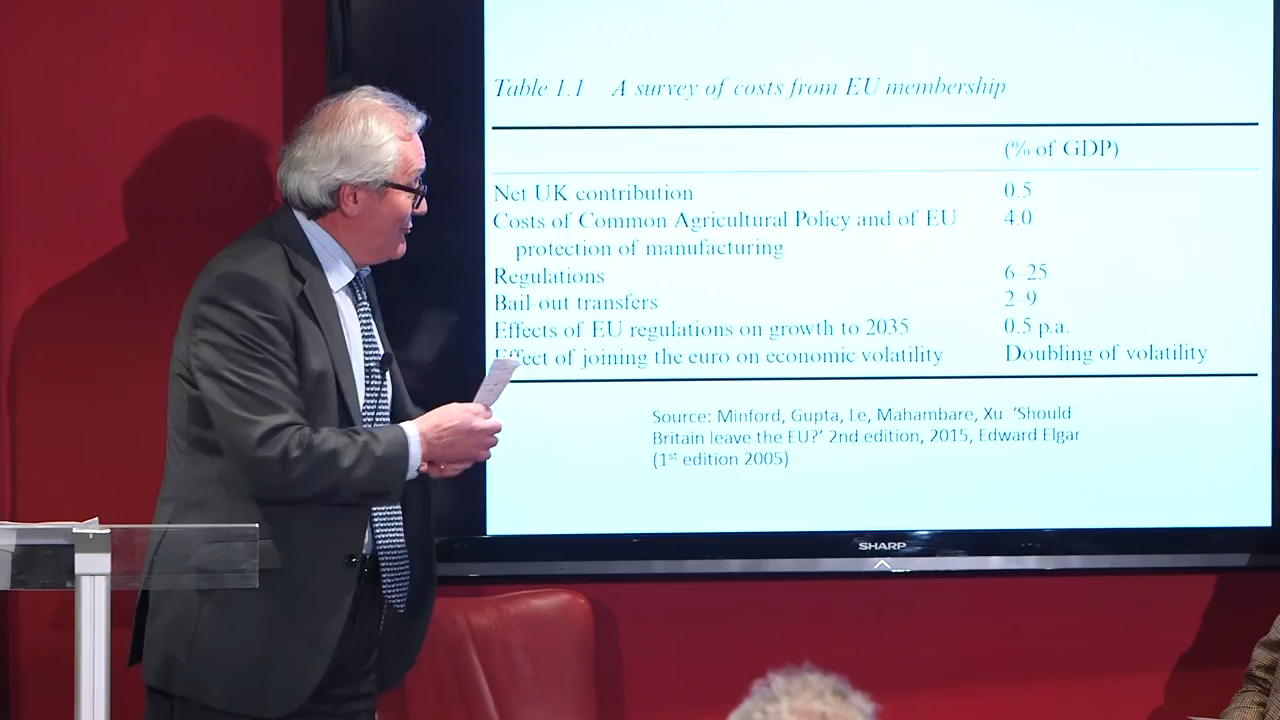 Table 1.1 A survey of costs from EU membership
(% of GDP)
Net UK contribution 0.5
Costs of Common Agricultural Policy and of EU 4.0
protection of manufacturing
Regulations 6–25
Bail-out transfers 2–9
Effects of EU regulations on growth to 2035 0.5 p.a.
Effect of joining the euro on economic volatility Doubling of volatility
Source: Minford, Gupta, Le, Mahambare, Xu ‘Should
Britain leave the EU?’ 2nd edition, 2015, Edward Elgar
(1st edition 2005)
SHARP